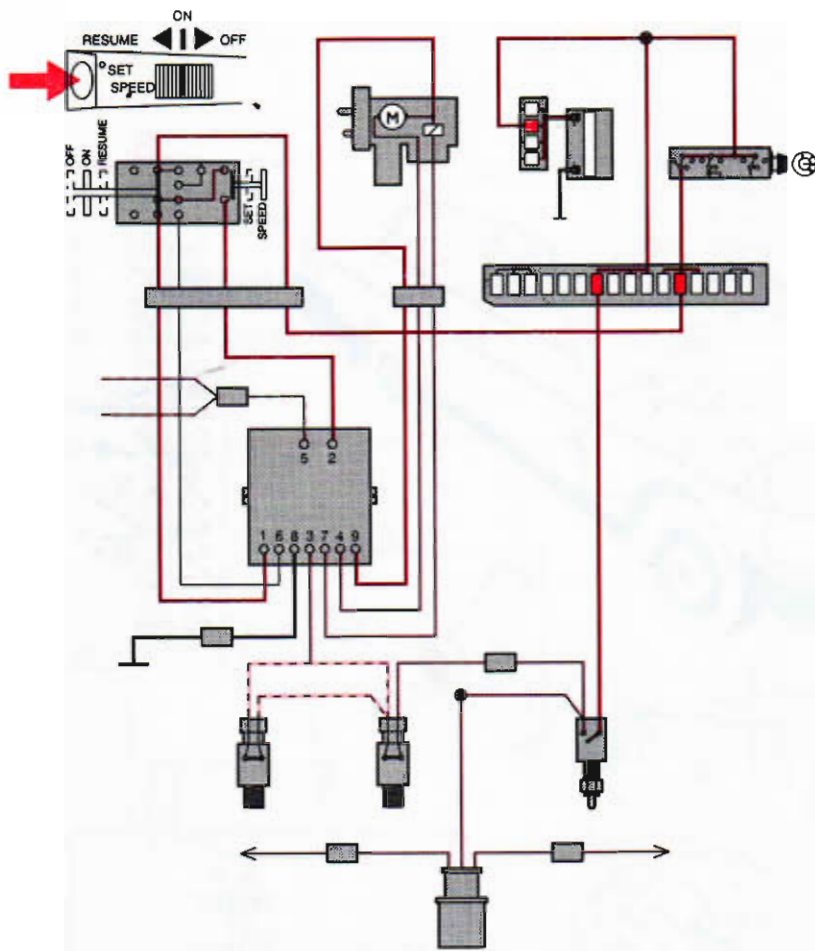 ON
RESUME OFF
SET
SPEED
OFF
ON
RESUME
SET
SPEED
M
5 2
1 6 8 3 7 4 9